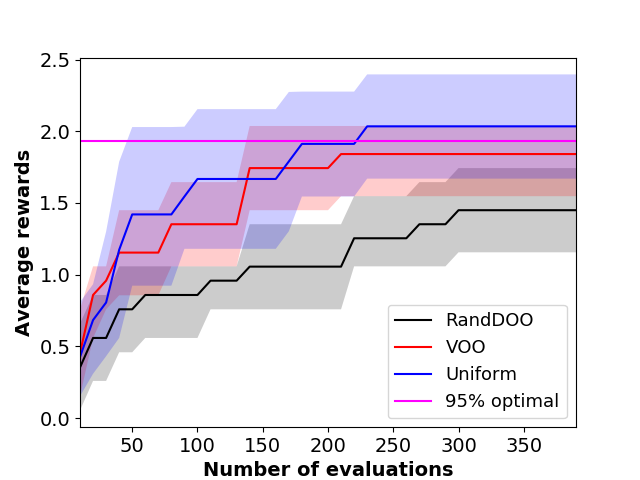 2.5
2.0
1.5
1.0
0.5
0.0
Average rewards
50 100 150 200 250 300 350
Number of evaluations
RandDOO
VOO
Uniform
95% optimal